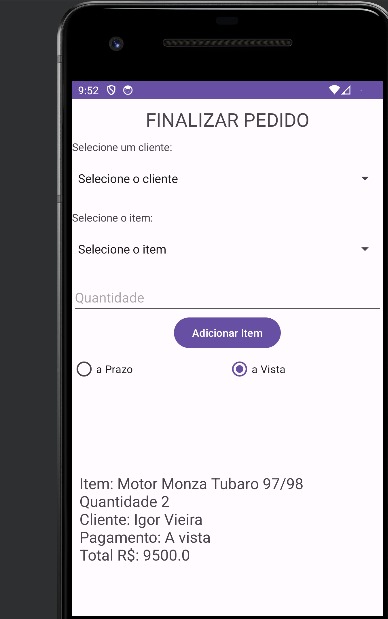 9:52
FINALIZAR PEDIDO
Selecione um cliente:
Selecione o cliente
Selecione o item:
Selecione o item
Quantidade
Adicionar Item
a Prazo a Vista
Item: Motor Monza Tubaro 97/98
Quantidade 2
Cliente: Igor Vieira
Pagamento: A vista
Total R$: 9500.0